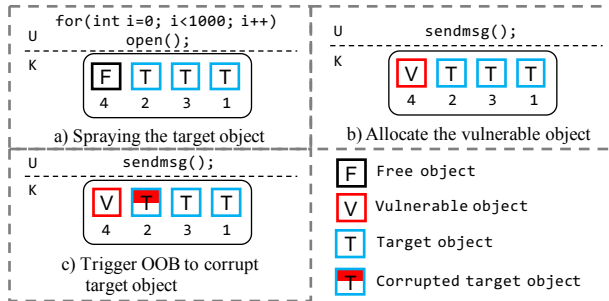 for(int i=0; i<1000; i++)
U open();
K
F T T T
4 2 3 1
a) Spraying the target object
U sendmsg();
K
V T T T
4 2 3 1
b) Allocate the vulnerable object
U sendmsg();
K
V T T T
4 2 3 1
c) Trigger OOB to corrupt
target object
F Free object
V Vulnerable object
T Target object
T Corrupted target object